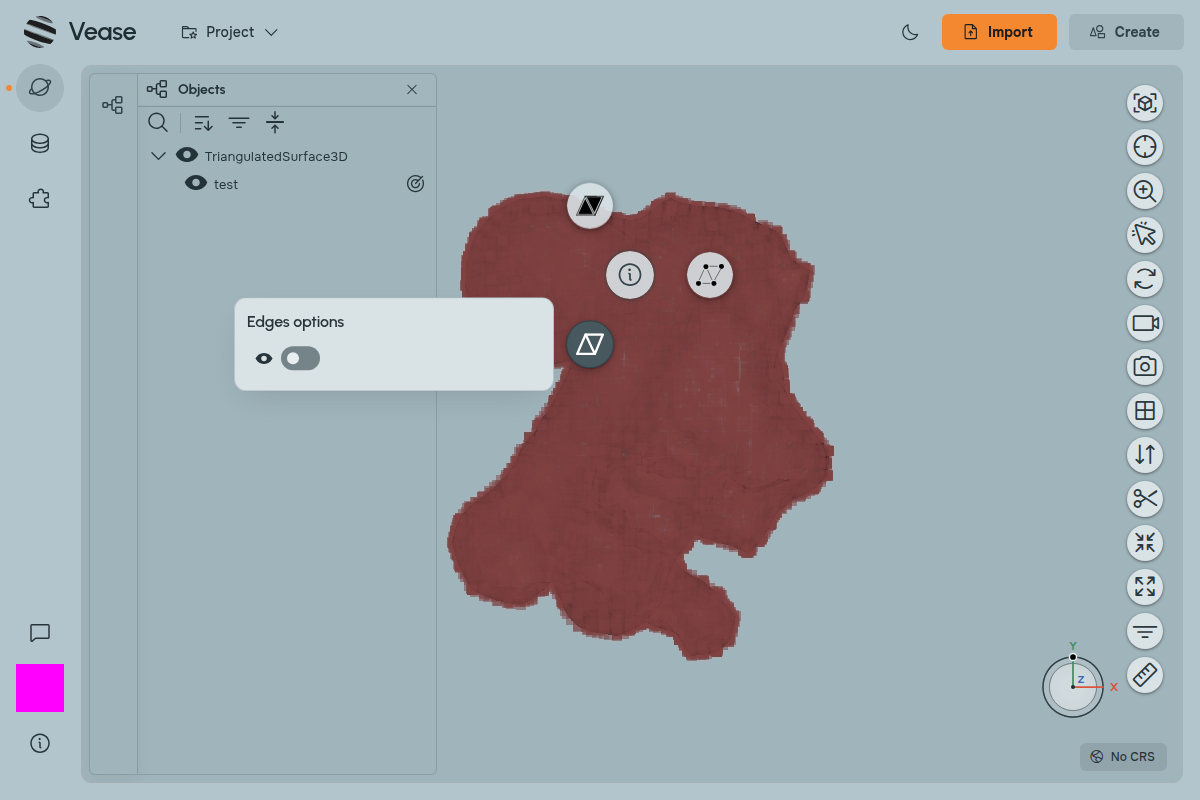 Vease
Project
Import
Create
Objects
TriangulatedSurface3D
test
Edges options
Y
Z
X
No CRS